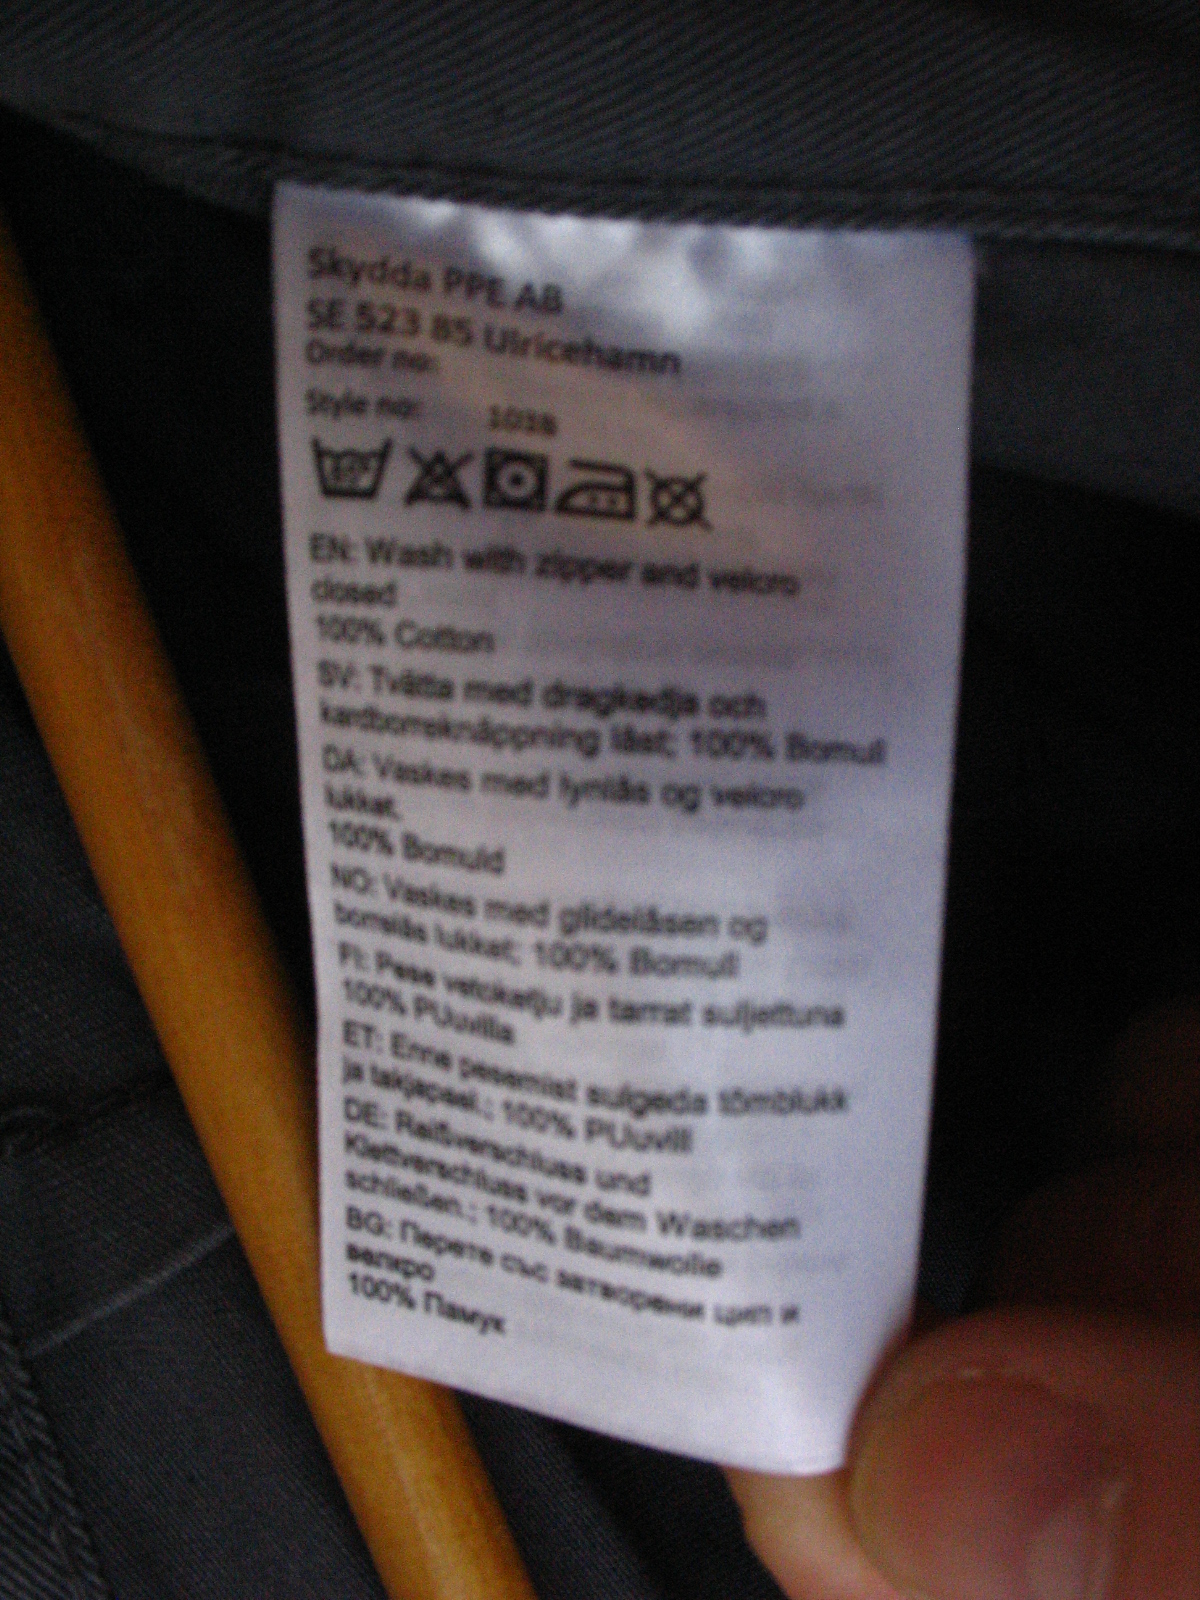 Skydda PPE AB
SE 523 85 Ulricehamn
Order no:
Style no:
EN: Wash with zipper and velcro
closed
100% Cotton
SV: Tvätta med dragkedja och
kardborreknäppning låst; 100% Bomull
DA: Vaskes med lynlås og velcro
lukket.
100% Bomuld
NO: Vaskes med glidelåsen og
borrelås lukket; 100% Bomull
FI: Pese vetoketju ja tarrat suljettuna
100% PUuvilla
ET: Enne pesemist sulgeda tõmblukk
ja takjapael.; 100% PUuvill
DE: Reißverschluss und
Klettverschluss vor dem Waschen
schließen.; 100% Baumwolle
BG: Перете със затворени цип и
велкро
100% Памук